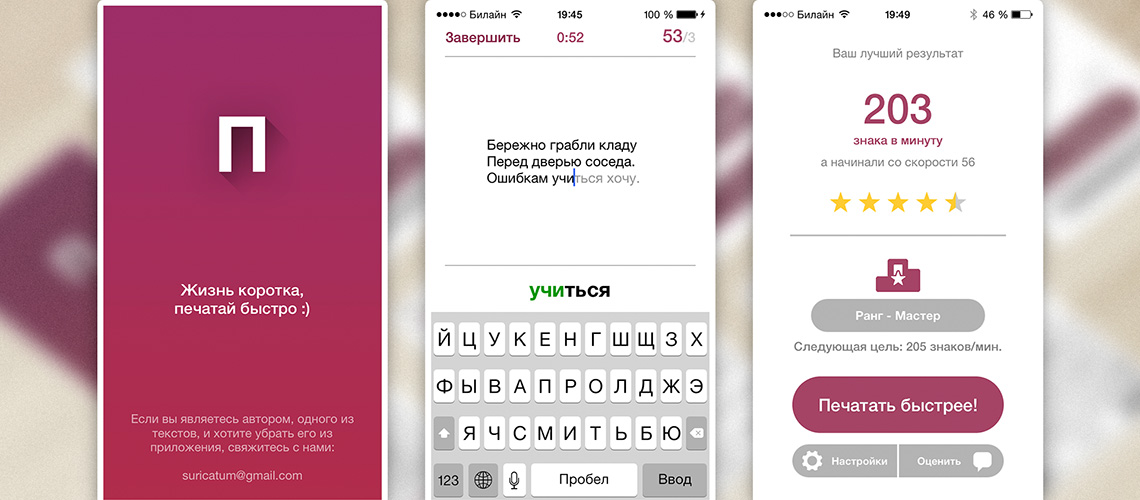 П
Жизнь коротка,
печатай быстро :)
Если вы являетесь автором, одного из
текстов, и хотите убрать его из
приложения, свяжитесь с нами:
suricatum@gmail.com
Билайн 19:45 100 %
Завершить 0:52 53/3
Бережно грабли кладу
Перед дверью соседа.
Ошибкам учиться хочу.
учиться
Й Ц У К Е Н Г Ш Щ З Х
Ф Ы В А П Р О Л Д Ж Э
Я Ч С М И Т Ь Б Ю
123 Пробел Ввод
Билайн 19:49 46 %
Ваш лучший результат
203
знака в минуту
а начинали со скорости 56
Ранг - Мастер
Следующая цель: 205 знаков/мин.
Печатать быстрее!
Настройки Оценить